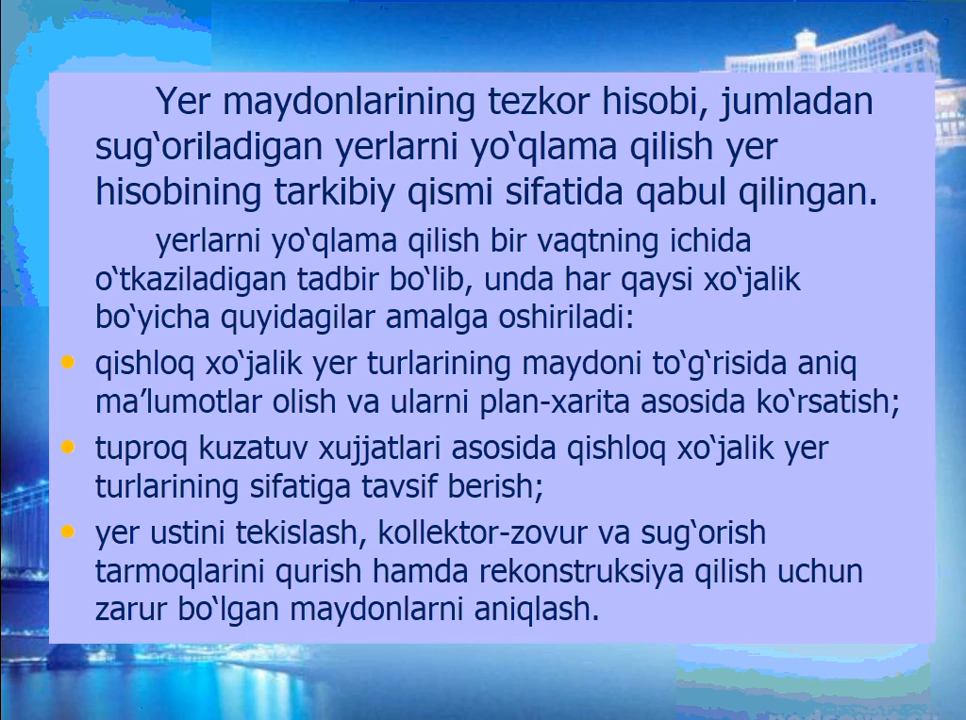 Yer maydonlarining tezkor hisobi, jumladan
sug‘oriladigan yerlarni yo‘qlama qilish yer
hisobining tarkibiy qismi sifatida qabul qilingan.
yerlarni yo‘qlama qilish bir vaqtning ichida
o‘tkaziladigan tadbir bo‘lib, unda har qaysi xo‘jalik
bo‘yicha quyidagilar amalga oshiriladi:
• qishloq xo‘jalik yer turlarining maydoni to‘g‘risida aniq
ma’lumotlar olish va ularni plan-xarita asosida ko‘rsatish;
• tuproq kuzatuv xujjatlari asosida qishloq xo‘jalik yer
turlarining sifatiga tavsif berish;
• yer ustini tekislash, kollektor-zovur va sug‘orish
tarmoqlarini qurish hamda rekonstruksiya qilish uchun
zarur bo‘lgan maydonlarni aniqlash.